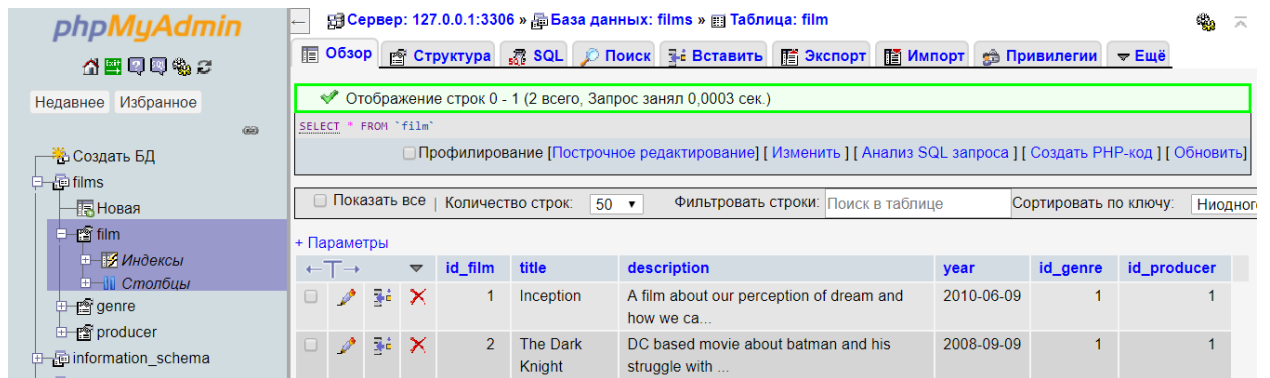 phpMyAdmin
Недавнее Избранное
Создать БД
films
Новая
film
Индексы
Столбцы
genre
producer
information_schema
Сервер: 127.0.0.1:3306 » База данных: films » Таблица: film
Обзор Структура SQL Поиск Вставить Экспорт Импорт Привилегии Ещё
Отображение строк 0 - 1 (2 всего, Запрос занял 0,0003 сек.)
SELECT * FROM `film`
Профилирование [Построчное редактирование] [ Изменить ] [ Анализ SQL запроса ] [ Создать PHP-код ] [ Обновить]
Показать все | Количество строк: 50 Фильтровать строки: Поиск в таблице Сортировать по ключу: Ниодног
+ Параметры
←T→ id_film title description year id_genre id_producer
1 Inception A film about our perception of dream and 2010-06-09 1 1
how we ca...
2 The Dark DC based movie about batman and his 2008-09-09 1 1
Knight struggle with ...